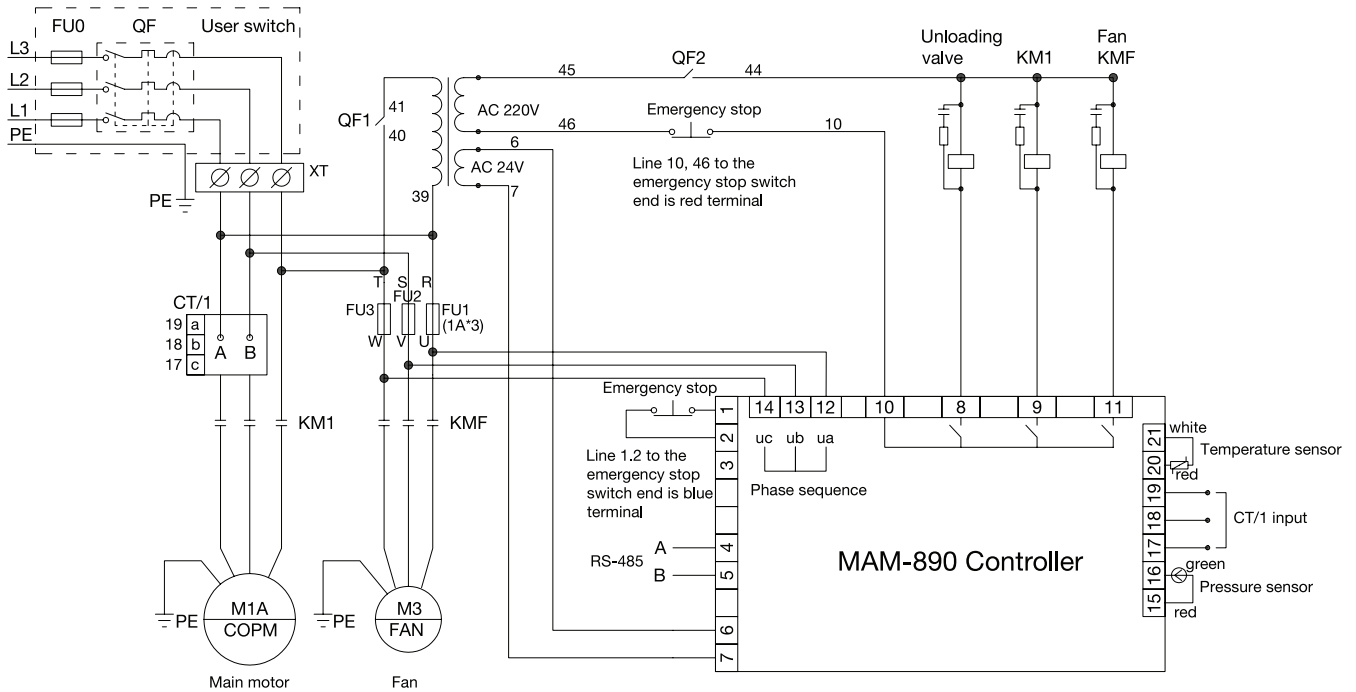 FU0 QF User switch
L3
L2
L1
PE
XT
PE
QF1
41
40
39
AC 220V
AC 24V
45
QF2
44
46
Emergency stop
10
6
7
Line 10, 46 to the
emergency stop switch
end is red terminal
Unloading
valve
KM1
Fan
KMF
T S R
FU3
FU2
FU1
(1A*3)
W V U
CT/1
19 a
18 b
17 c
A B
KM1
KMF
Emergency stop
Line 1.2 to the
emergency stop
switch end is blue
terminal
RS-485
A
B
1
2
3
4
5
6
7
14 13 12 10 8 9 11
uc ub ua
Phase sequence
MAM-890 Controller
21
20
19
18
17
16
15
white
Temperature sensor
red
CT/1 input
green
Pressure sensor
red
PE
M1A
COPM
Main motor
PE
M3
FAN
Fan